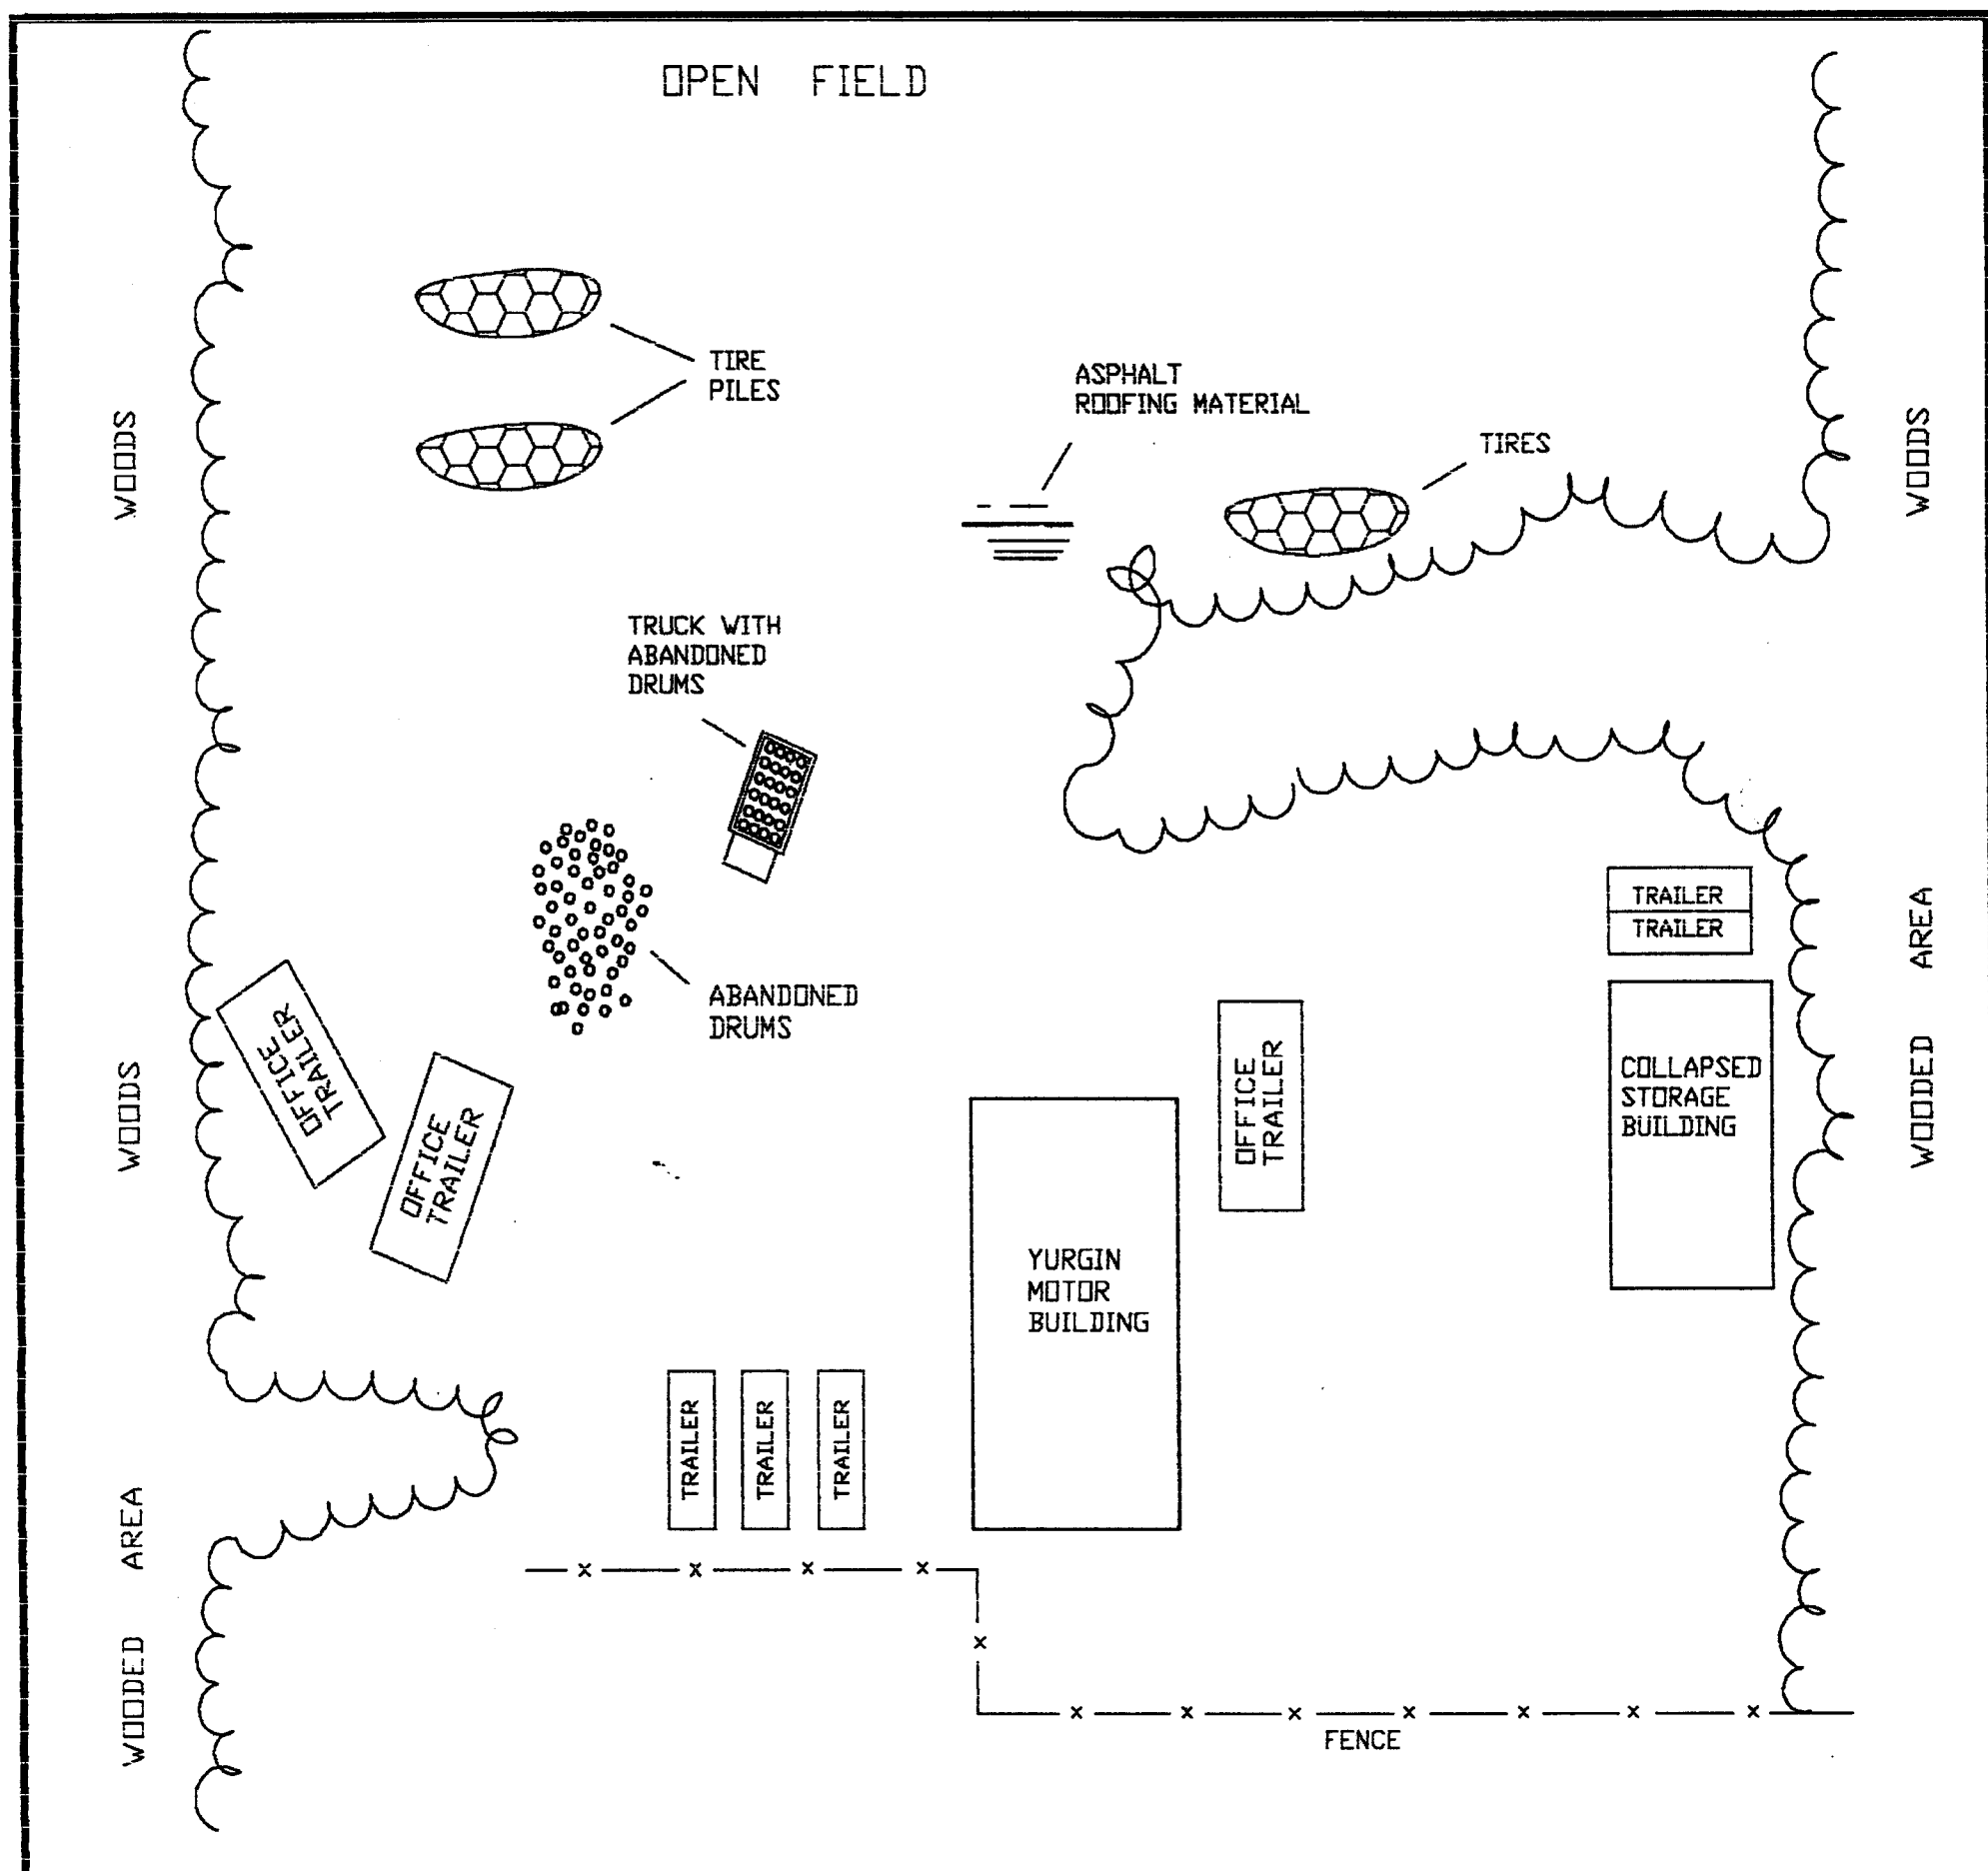 OPEN FIELD
TIRE
PILES
ASPHALT
ROOFING MATERIAL
TIRES
WOODS
WOODS
TRUCK WITH
ABANDONED
DRUMS
TRAILER
TRAILER
WOODED AREA
ABANDONED
DRUMS
OFFICE
TRAILER
OFFICE
TRAILER
OFFICE
TRAILER
COLLAPSED
STORAGE
BUILDING
WOODS
YURGIN
MOTOR
BUILDING
TRAILER
TRAILER
TRAILER
WOODED AREA
FENCE